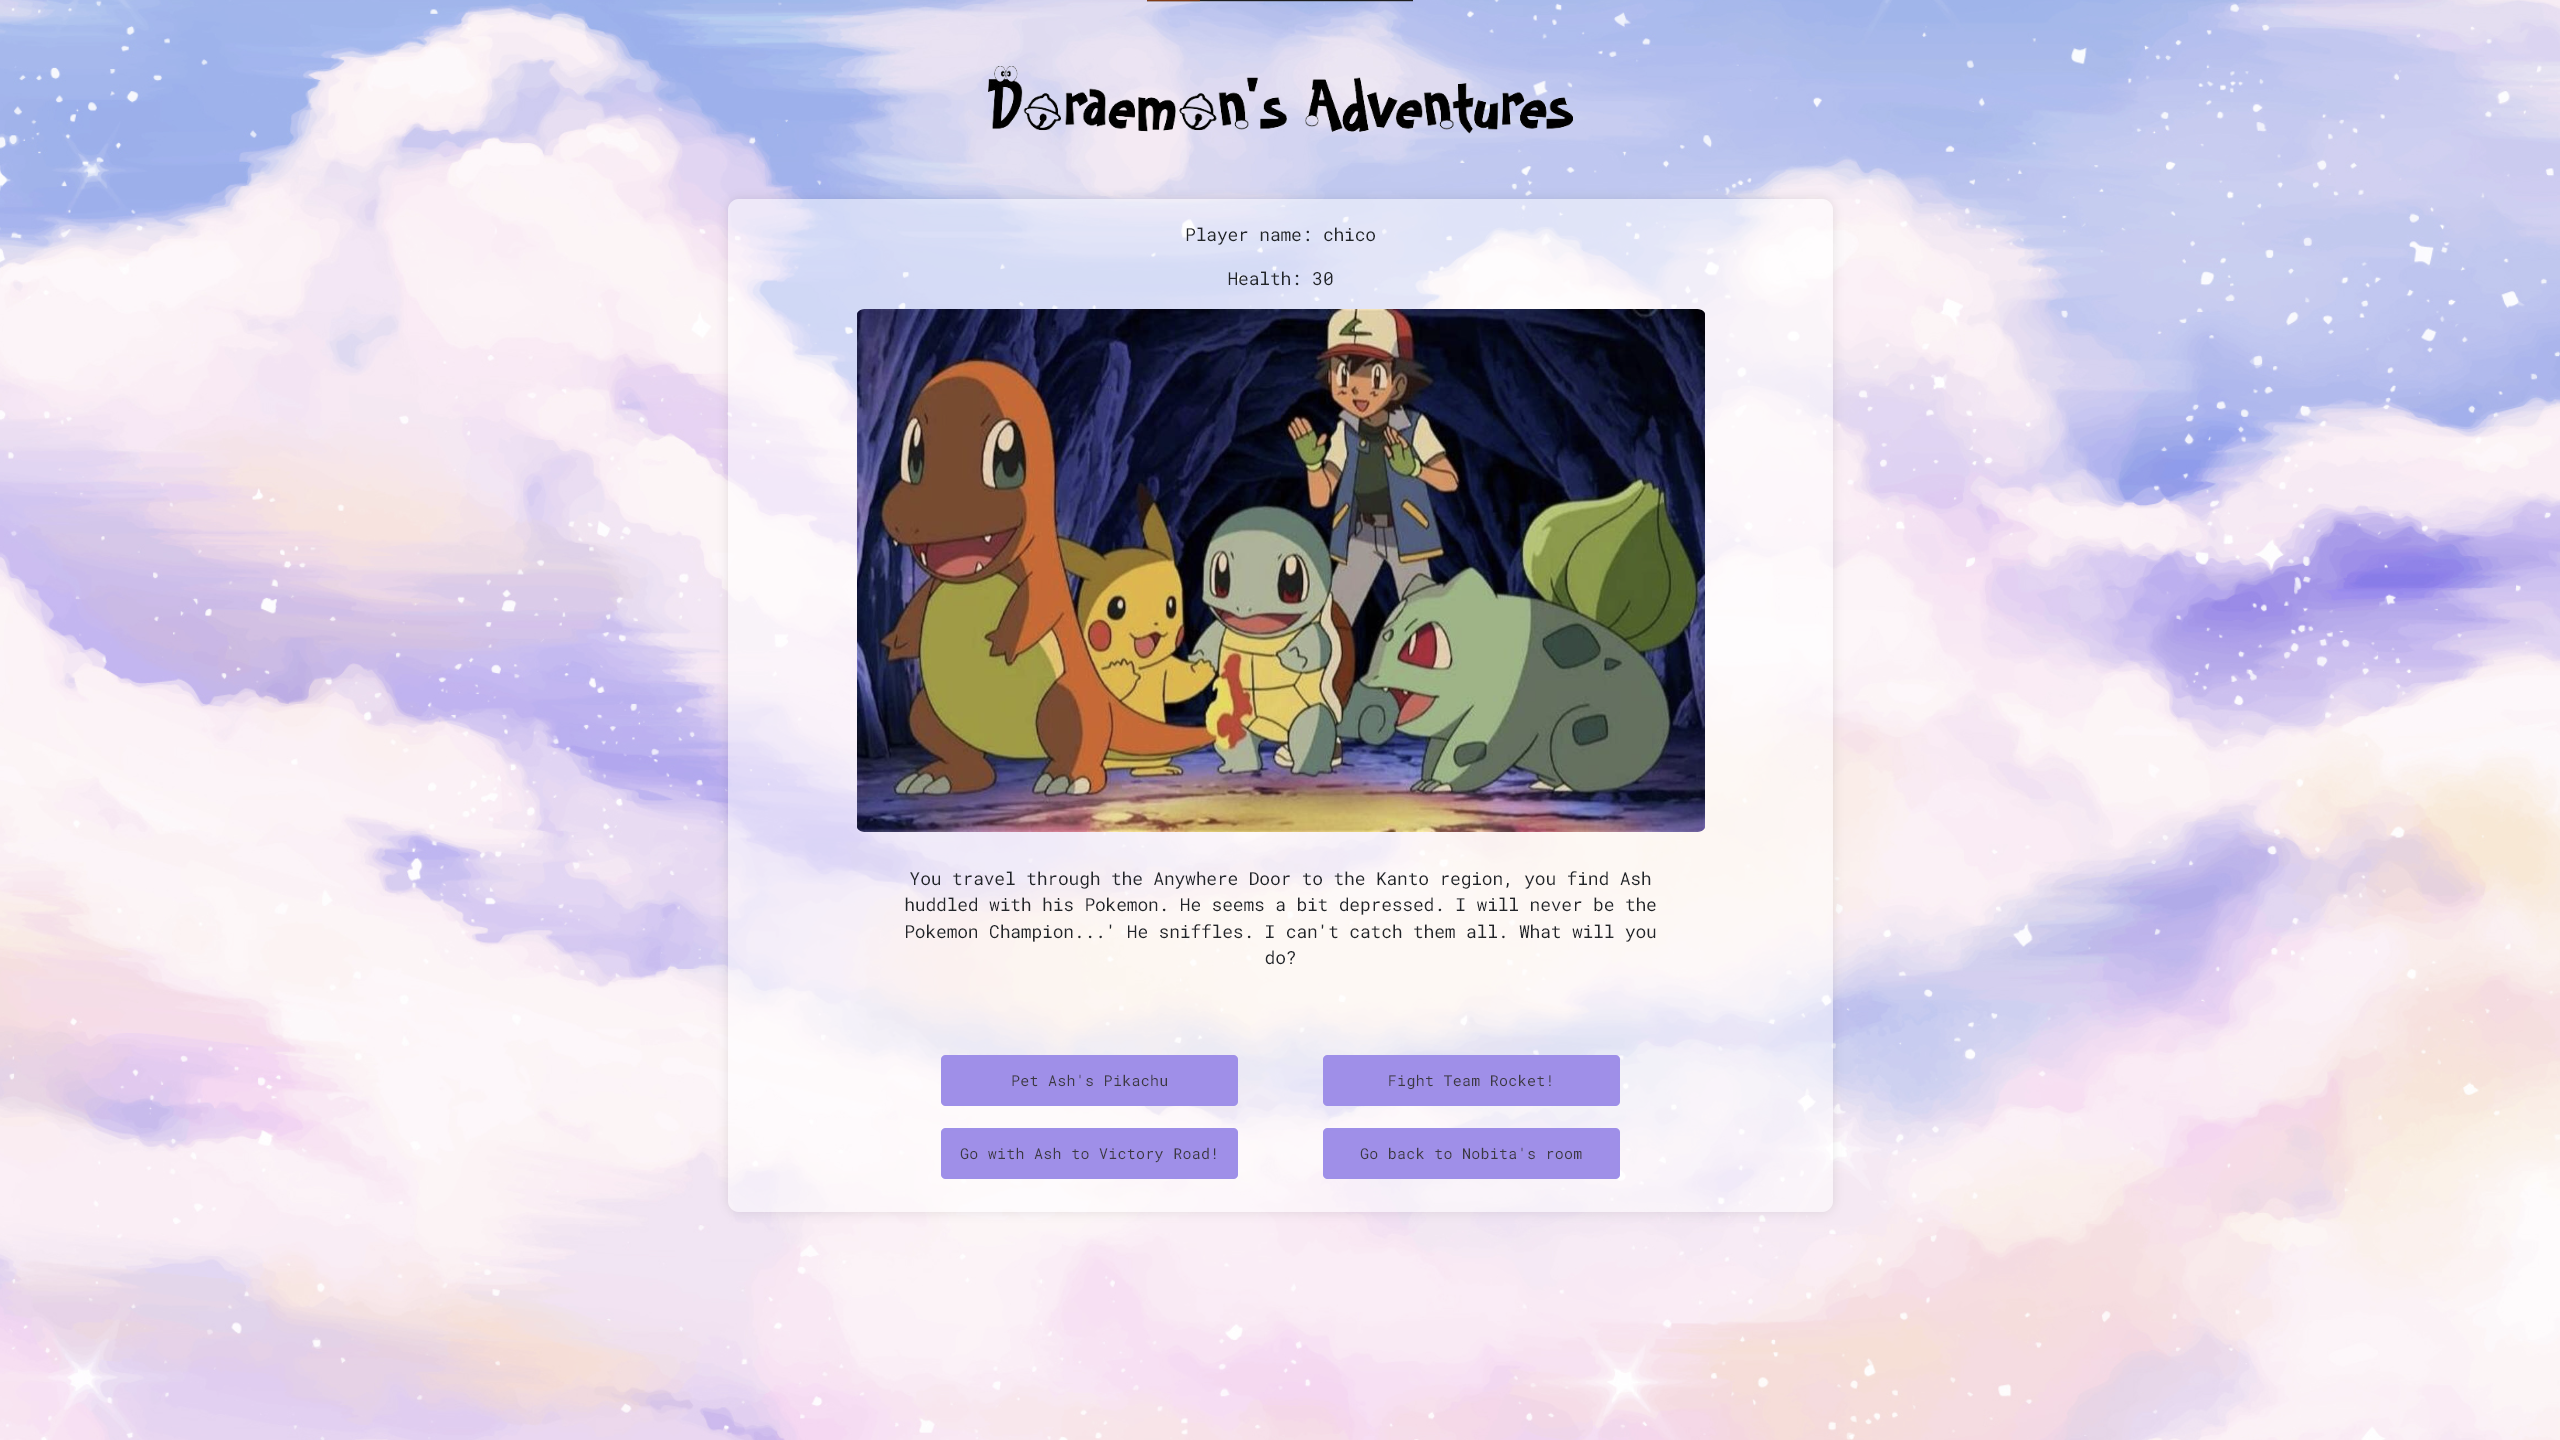 Doraemon's Adventures
Player name: chico
Health: 30
You travel through the Anywhere Door to the Kanto region, you find Ash
huddled with his Pokemon. He seems a bit depressed. I will never be the
Pokemon Champion...' He sniffles. I can't catch them all. What will you
do?
Pet Ash's Pikachu
Fight Team Rocket!
Go with Ash to Victory Road!
Go back to Nobita's room